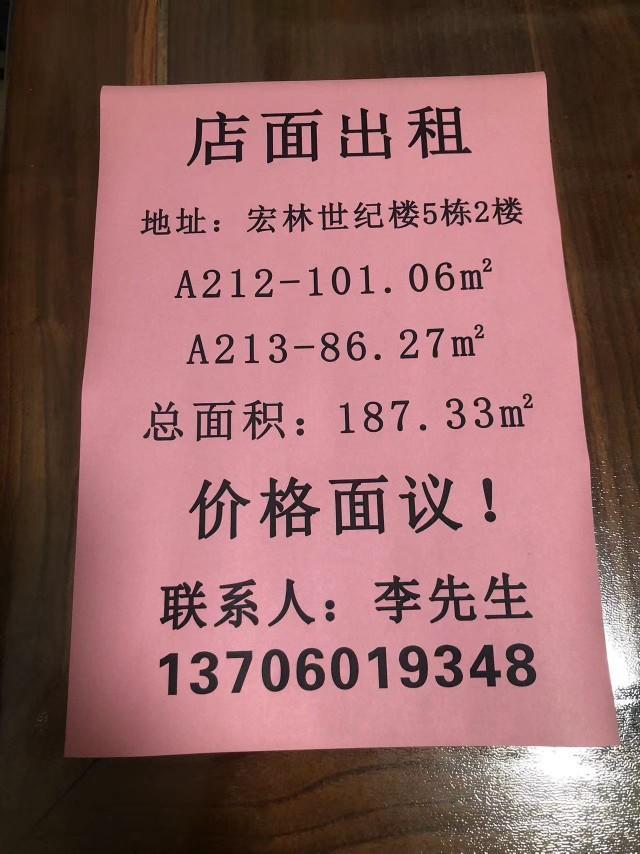 店面出租
地址：宏林世纪楼5栋2楼
A212-101.06㎡
A213-86.27㎡
总面积：187.33㎡
价格面议！
联系人：李先生
13706019348